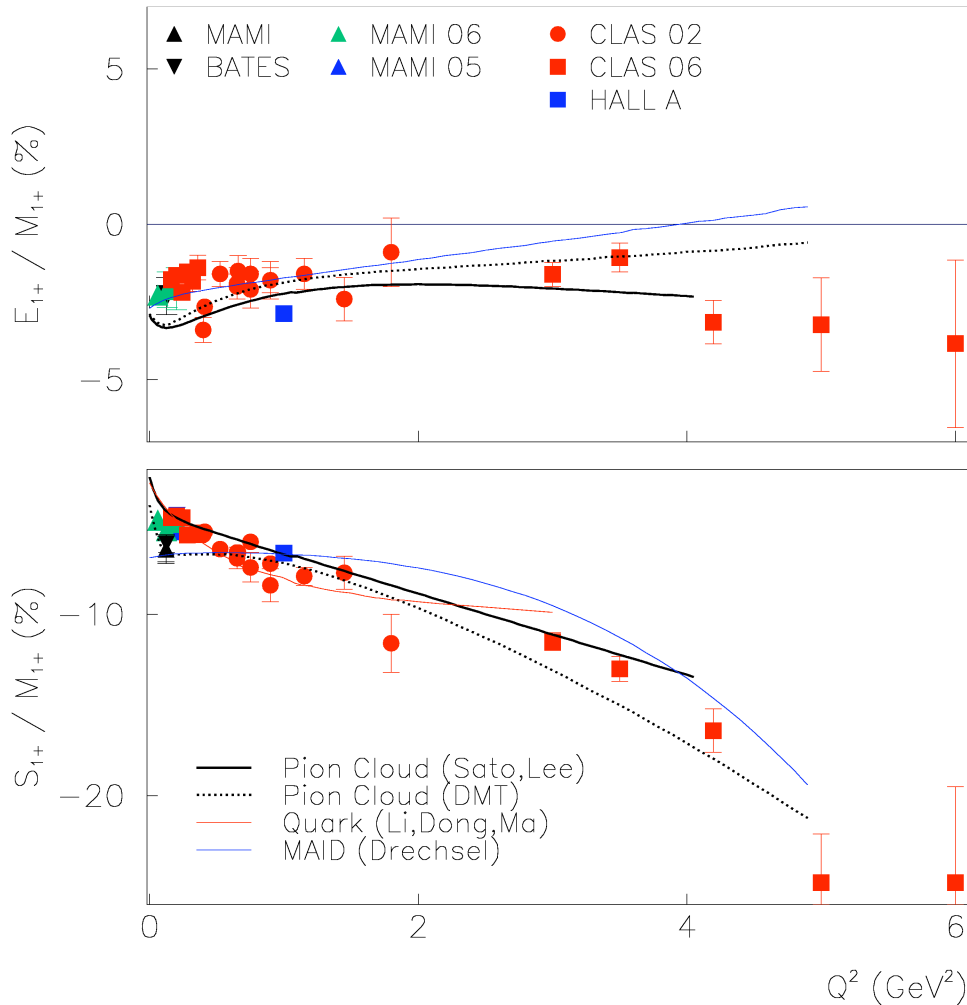 MAMI MAMI 06 CLAS 02
BATES MAMI 05 CLAS 06
HALL A
5
0
−5
E1+ / M1+ (%)
−10
−20
S1+ / M1+ (%)
Pion Cloud (Sato,Lee)
Pion Cloud (DMT)
Quark (Li,Dong,Ma)
MAID (Drechsel)
0 2 4 6
Q² (GeV²)